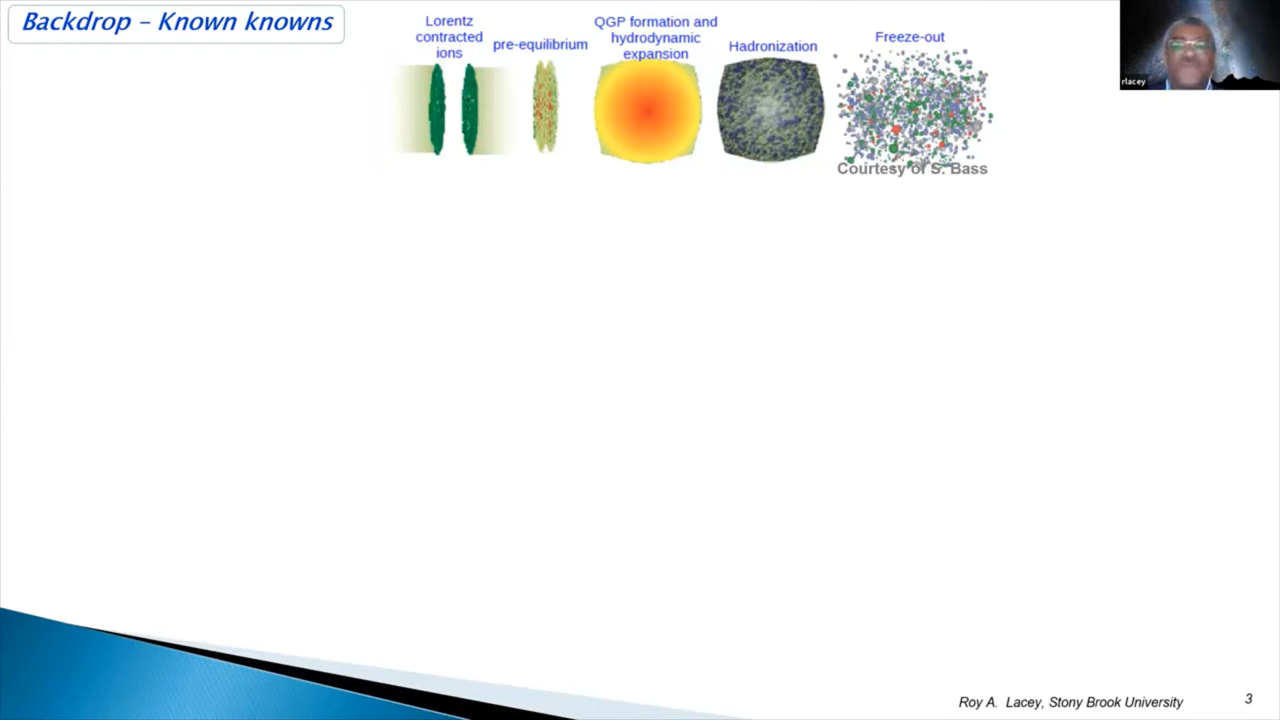 Backdrop – Known knowns
Lorentz
contracted
ions
pre-equilibrium
QGP formation and
hydrodynamic
expansion
Hadronization
Freeze-out
Courtesy of S. Bass
rlacey
Roy A. Lacey, Stony Brook University
3